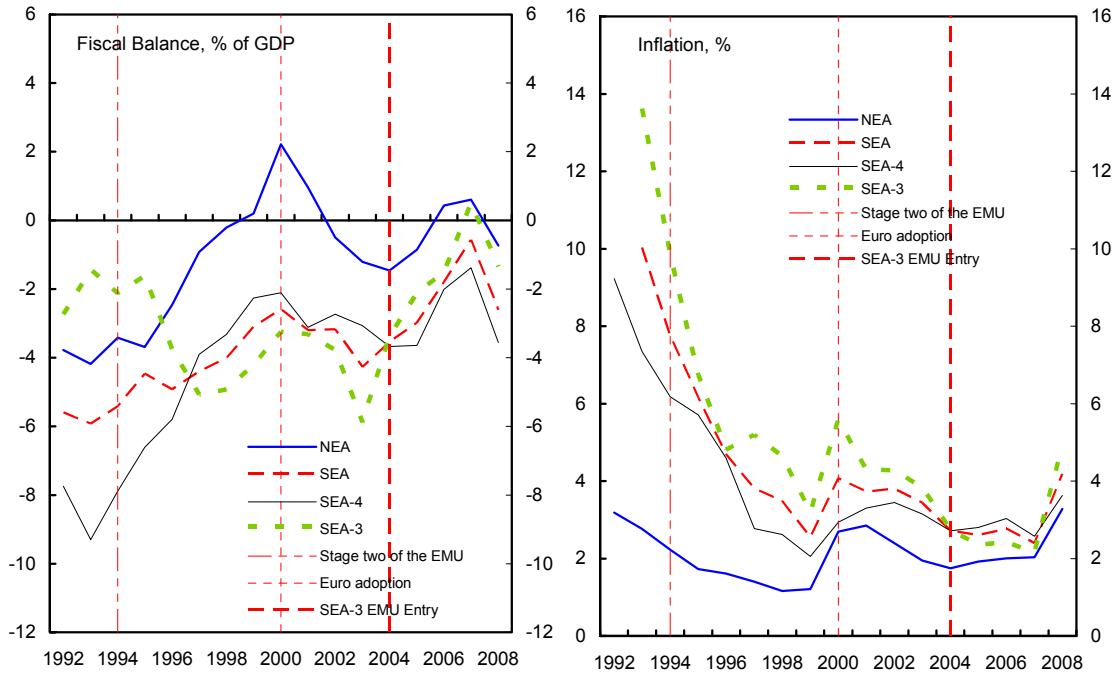 Fiscal Balance, % of GDP
6
4
2
0
-2
-4
-6
-8
-10
-12
6
4
2
0
-2
-4
-6
-8
-10
-12
NEA
SEA
SEA-4
SEA-3
Stage two of the EMU
Euro adoption
SEA-3 EMU Entry
1992 1994 1996 1998 2000 2002 2004 2006 2008
Inflation, %
16
14
12
10
8
6
4
2
0
16
14
12
10
8
6
4
2
0
NEA
SEA
SEA-4
SEA-3
Stage two of the EMU
Euro adoption
SEA-3 EMU Entry
1992 1994 1996 1998 2000 2002 2004 2006 2008